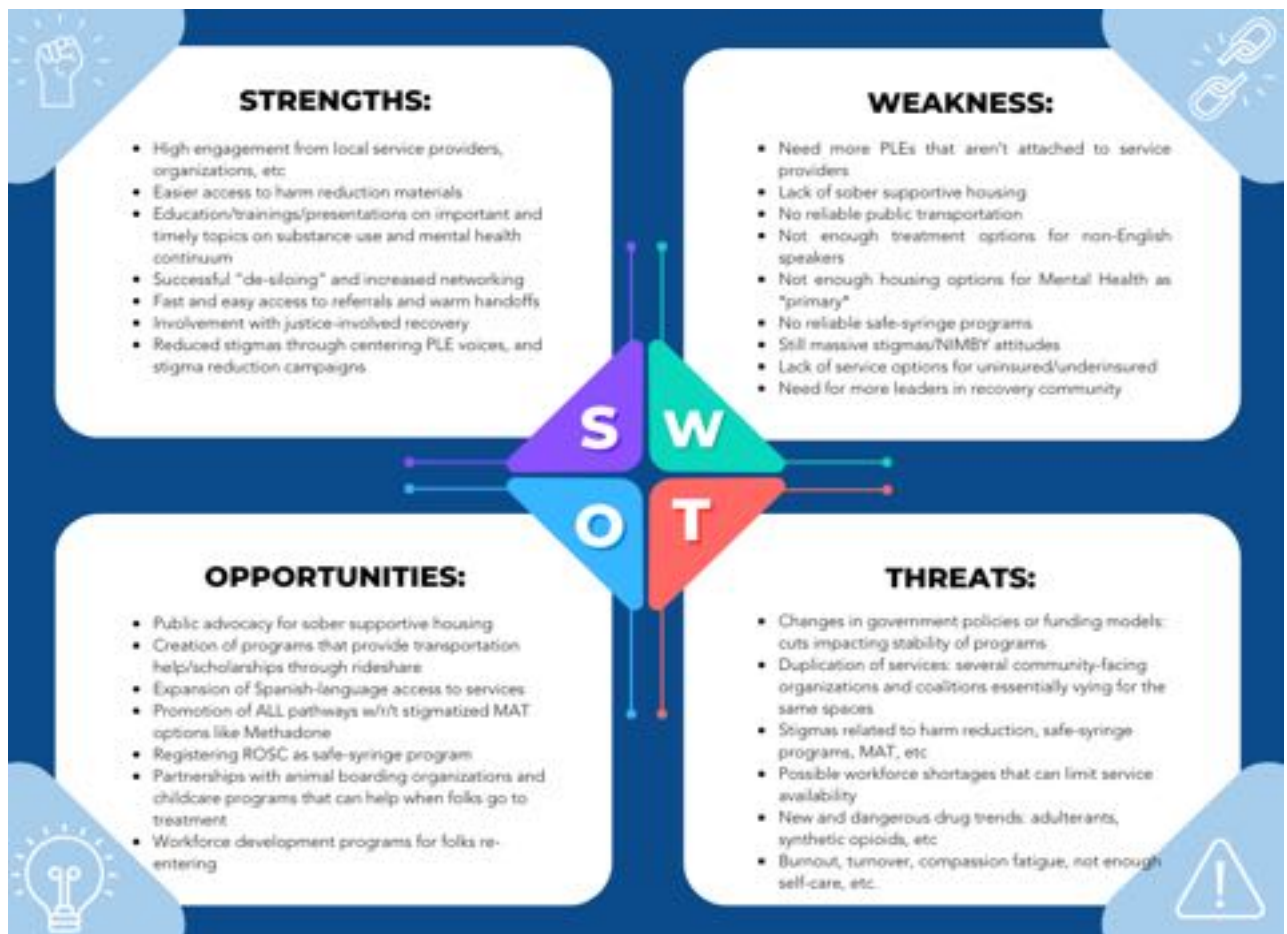 STRENGTHS:
• High engagement from local service providers,
organizations, etc
• Easier access to harm reduction materials
• Education/trainings/presentations on important and
timely topics on substance use and mental health
continuum
• Successful "de-siloing" and increased networking
• Fast and easy access to referrals and warm handoffs
• Involvement with justice-involved recovery
• Reduced stigmas through centering PLE voices, and
stigma reduction campaigns
WEAKNESS:
• Need more PLEs that aren't attached to service
providers
• Lack of sober supportive housing
• No reliable public transportation
• Not enough treatment options for non-English
speakers
• Not enough housing options for Mental Health as
"primary"
• No reliable safe-syringe programs
• Still massive stigmas/NIMBY attitudes
• Lack of service options for uninsured/underinsured
• Need for more leaders in recovery community
S W
O T
OPPORTUNITIES:
• Public advocacy for sober supportive housing
• Creation of programs that provide transportation
help/scholarships through rideshare
• Expansion of Spanish-language access to services
• Promotion of ALL pathways w/r/t stigmatized MAT
options like Methadone
• Registering ROSC as safe-syringe program
• Partnerships with animal boarding organizations and
childcare programs that can help when folks go to
treatment
• Workforce development programs for folks re-
entering
THREATS:
• Changes in government policies or funding models:
cuts impacting stability of programs
• Duplication of services: several community-facing
organizations and coalitions essentially vying for the
same spaces
• Stigmas related to harm reduction, safe-syringe
programs, MAT, etc
• Possible workforce shortages that can limit service
availability
• New and dangerous drug trends: adulterants,
synthetic opioids, etc
• Burnout, turnover, compassion fatigue, not enough
self-care, etc.